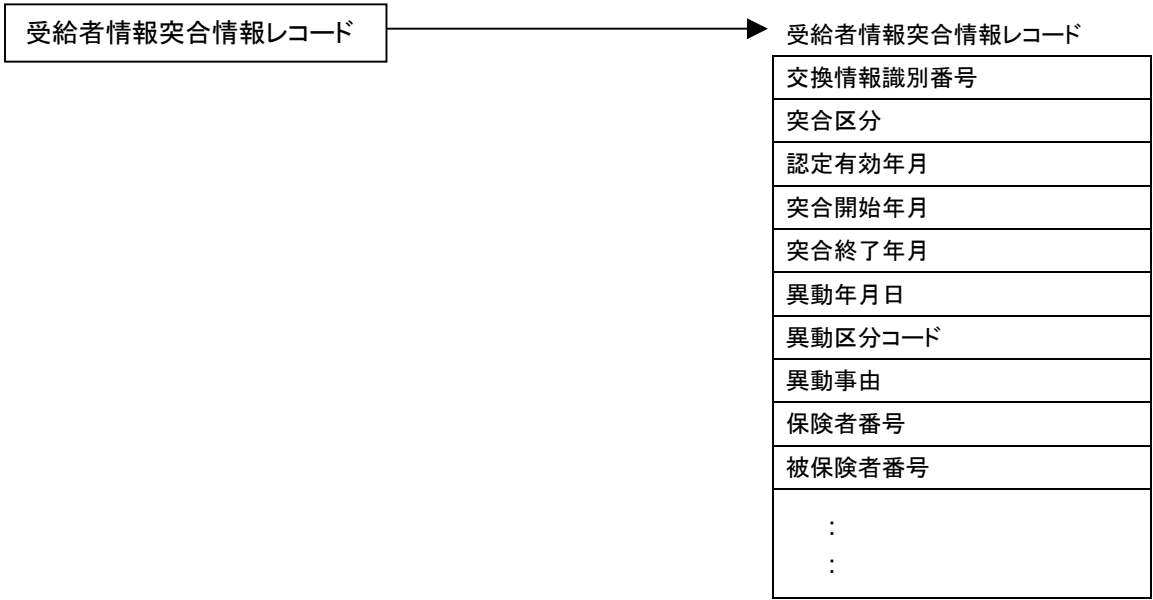 受給者情報突合情報レコード
受給者情報突合情報レコード
交換情報識別番号
突合区分
認定有効年月
突合開始年月
突合終了年月
異動年月日
異動区分コード
異動事由
保険者番号
被保険者番号
:
: